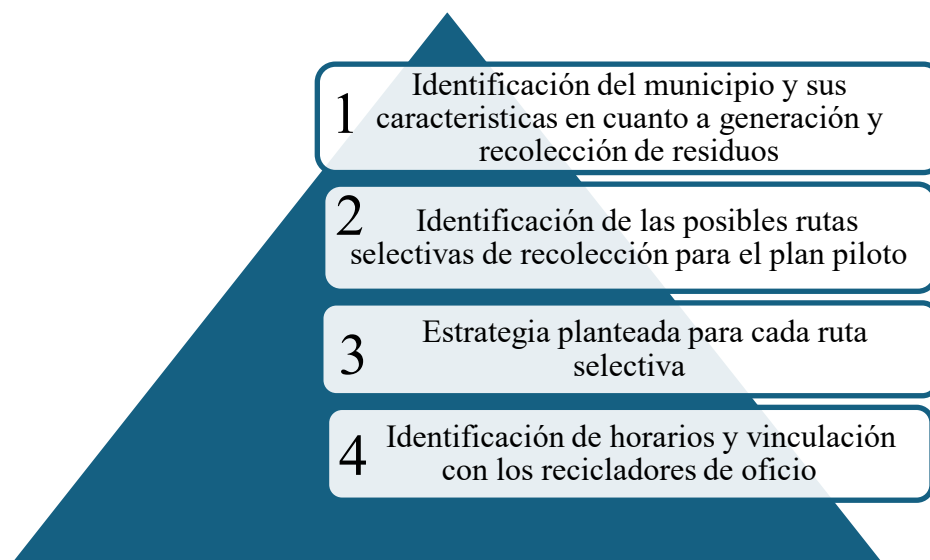 1
Identificación del municipio y sus
caracteristicas en cuanto a generación y
recolección de residuos
2
Identificación de las posibles rutas
selectivas de recolección para el plan piloto
3
Estrategia planteada para cada ruta
selectiva
4
Identificación de horarios y vinculación
con los recicladores de oficio